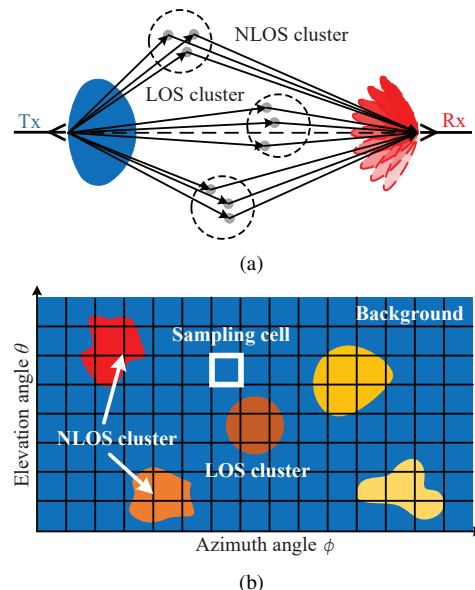 NLOS cluster
LOS cluster
Tx
Rx
(a)
Background
Sampling cell
NLOS cluster
LOS cluster
Elevation angle θ
Azimuth angle ϕ
(b)